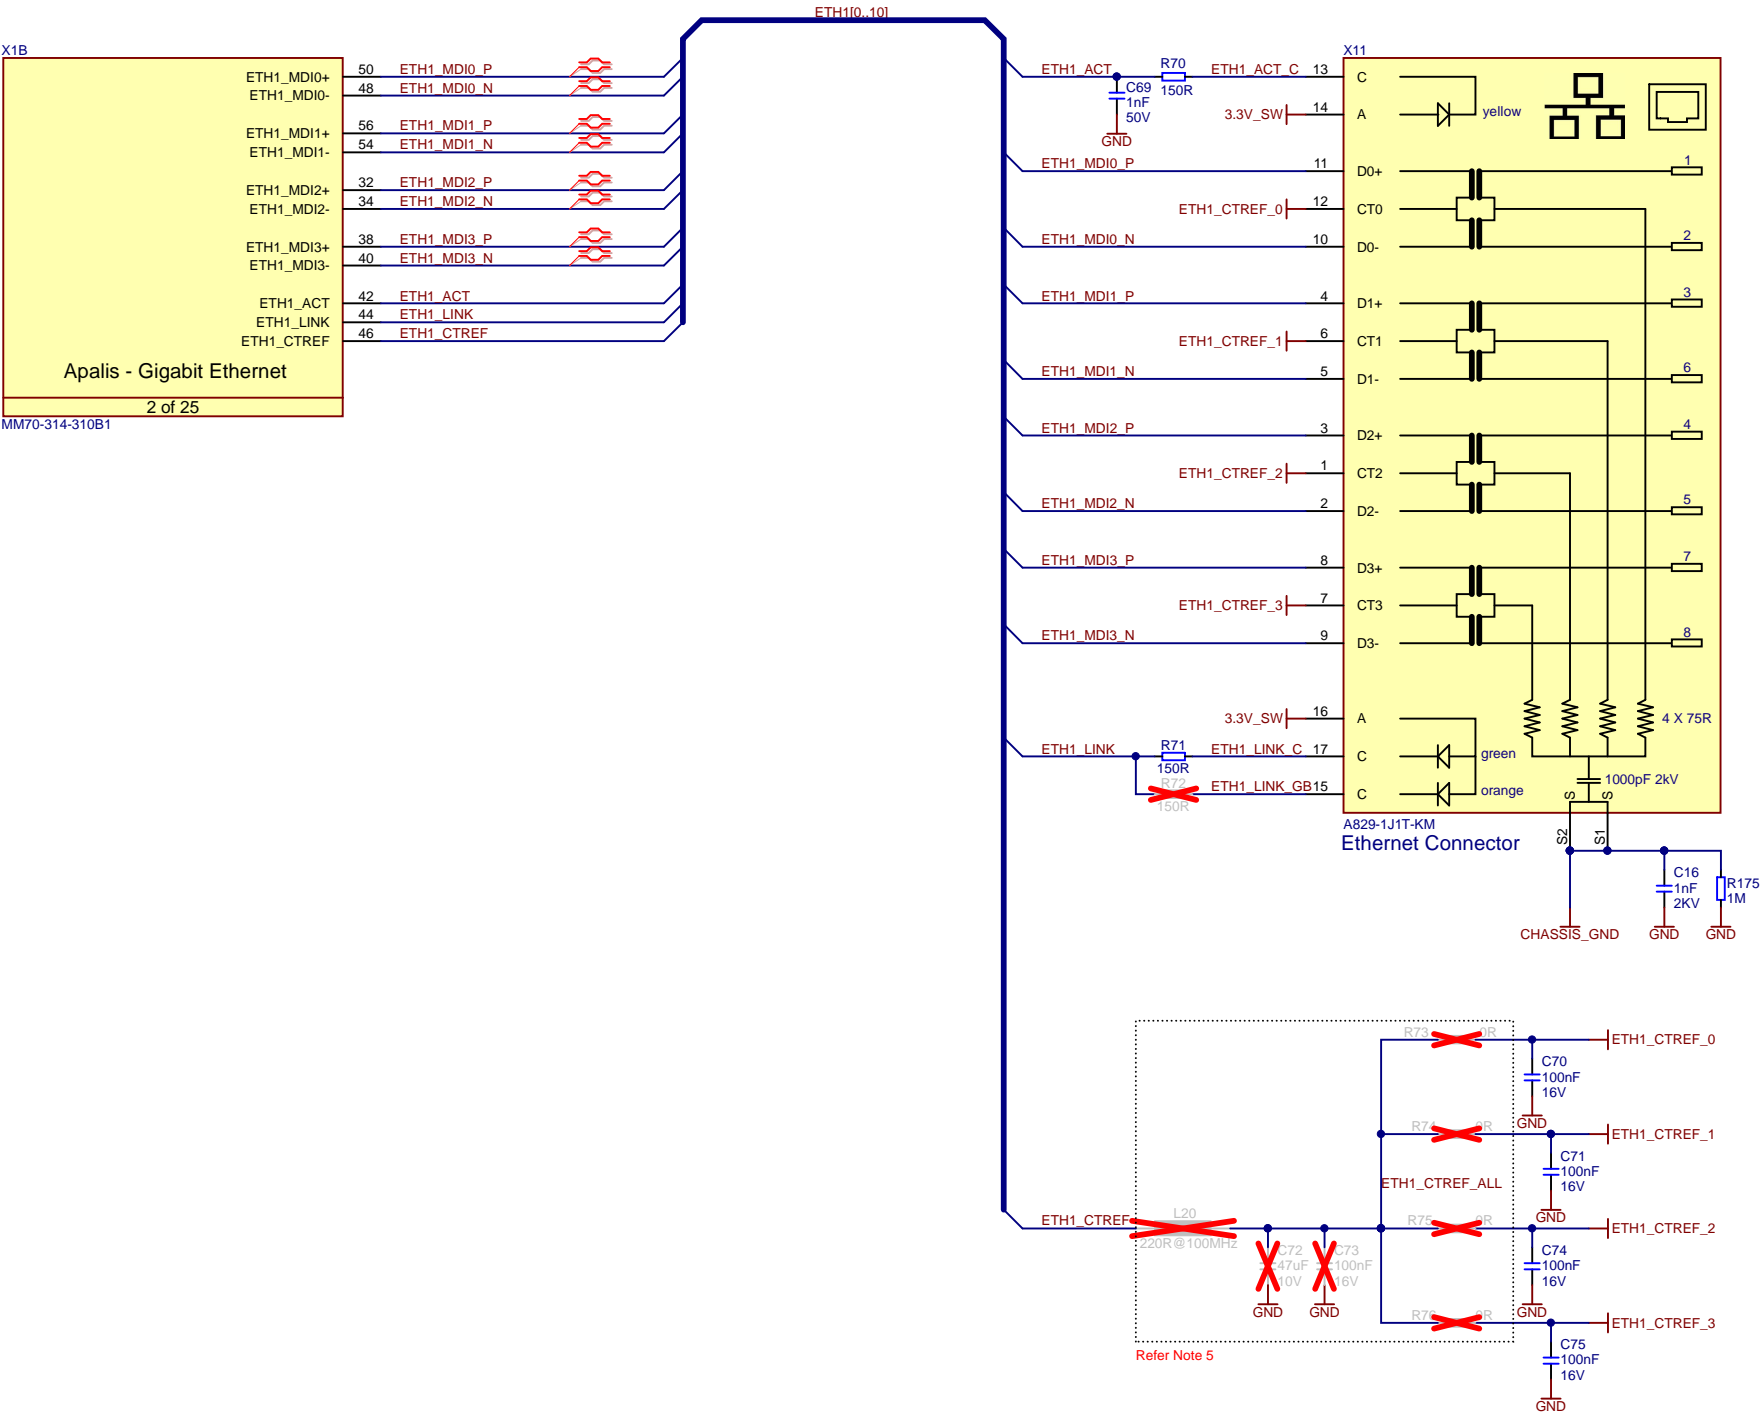 ETH1[0..10]
X1B
ETH1_MDI0+ 50 ETH1_MDI0_P
ETH1_MDI0- 48 ETH1_MDI0_N
ETH1_MDI1+ 56 ETH1_MDI1_P
ETH1_MDI1- 54 ETH1_MDI1_N
ETH1_MDI2+ 32 ETH1_MDI2_P
ETH1_MDI2- 34 ETH1_MDI2_N
ETH1_MDI3+ 38 ETH1_MDI3_P
ETH1_MDI3- 40 ETH1_MDI3_N
ETH1_ACT 42 ETH1_ACT
ETH1_LINK 44 ETH1_LINK
ETH1_CTREF 46 ETH1_CTREF
Apalis - Gigabit Ethernet
2 of 25
MM70-314-310B1
X11
ETH1_ACT R70 150R ETH1_ACT_C 13 C
C69
1nF
50V
GND
3.3V_SW 14 A yellow
ETH1_MDI0_P 11 D0+ 1
ETH1_CTREF_0 12 CT0
ETH1_MDI0_N 10 D0- 2
ETH1_MDI1_P 4 D1+ 3
ETH1_CTREF_1 6 CT1
ETH1_MDI1_N 5 D1- 6
ETH1_MDI2_P 3 D2+ 4
ETH1_CTREF_2 1 CT2
ETH1_MDI2_N 2 D2- 5
ETH1_MDI3_P 8 D3+ 7
ETH1_CTREF_3 7 CT3
ETH1_MDI3_N 9 D3- 8
3.3V_SW 16 A 4 X 75R
ETH1_LINK R71 150R ETH1_LINK_C 17 C green
R72 150R ETH1_LINK_GB 15 C orange
1000pF 2kV
S S
A829-1J1T-KM
Ethernet Connector
S2 S1
C16
1nF
2KV
R175
1M
CHASSIS_GND GND GND
R73 0R ETH1_CTREF_0
C70
100nF
16V
GND
R74 0R ETH1_CTREF_1
C71
100nF
16V
GND
ETH1_CTREF_ALL
ETH1_CTREF L20 220R@100MHz
C72
47uF
10V
GND
C73
100nF
16V
GND
R75 0R ETH1_CTREF_2
C74
100nF
16V
GND
R76 0R ETH1_CTREF_3
C75
100nF
16V
GND
Refer Note 5